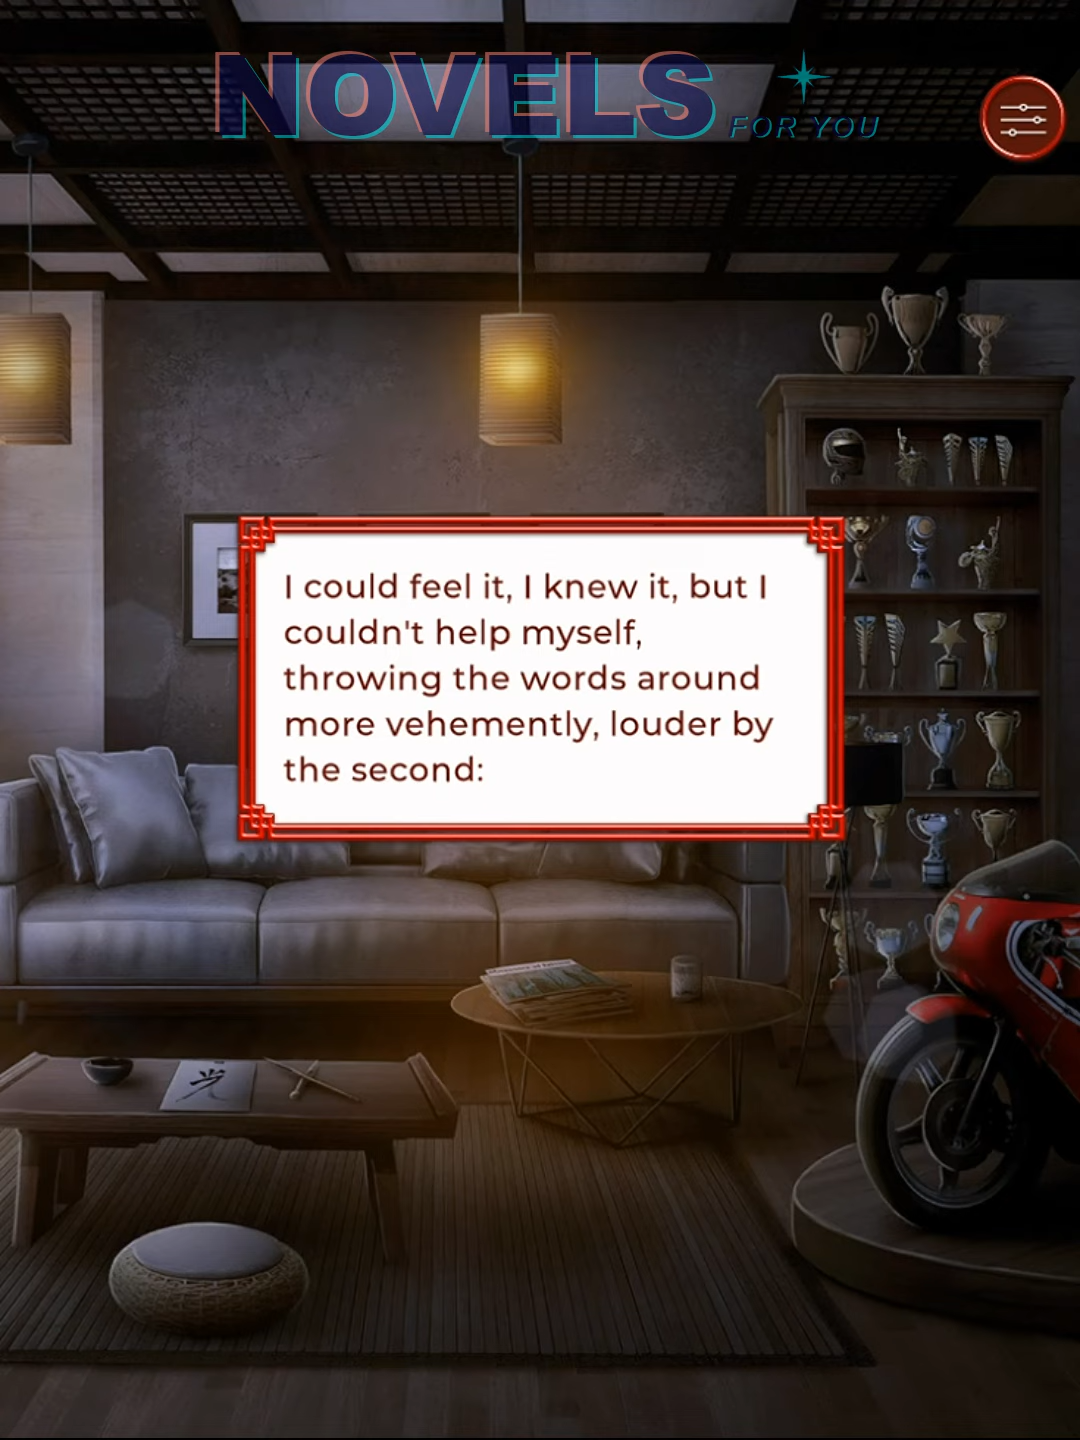 NOVELS
FOR YOU
I could feel it, I knew it, but I
couldn't help myself,
throwing the words around
more vehemently, louder by
the second: